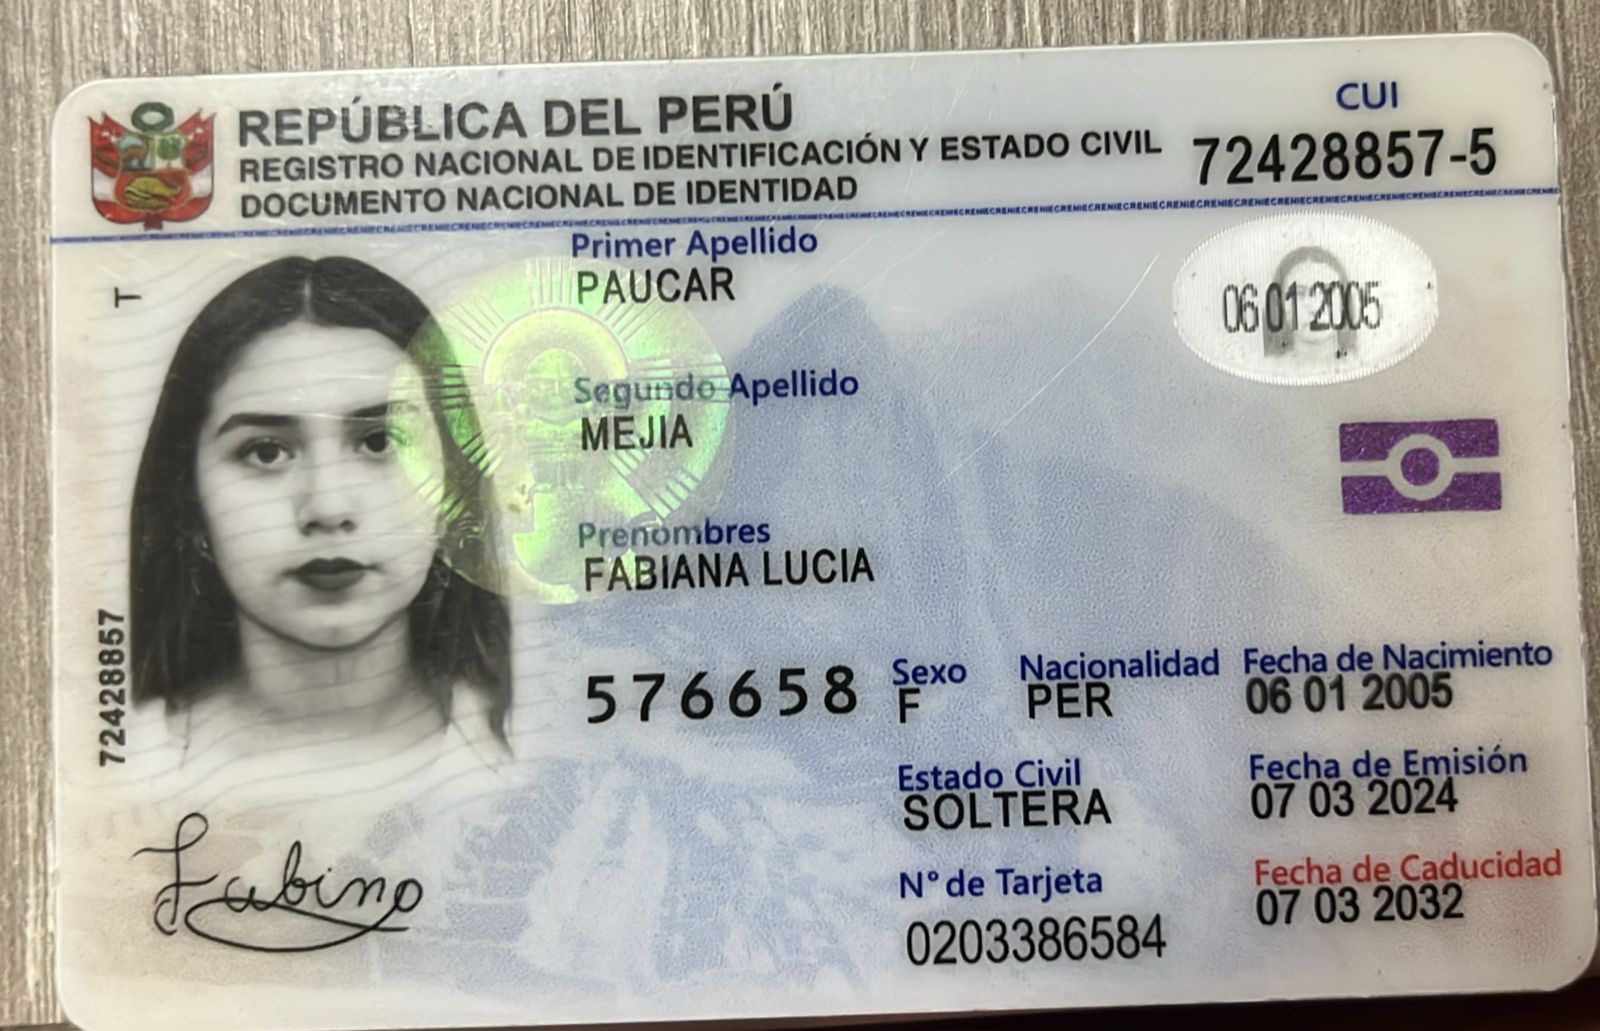 REPÚBLICA DEL PERÚ
REGISTRO NACIONAL DE IDENTIFICACIÓN Y ESTADO CIVIL
DOCUMENTO NACIONAL DE IDENTIDAD
CUI
72428857-5
Primer Apellido
PAUCAR
06 01 2005
T
Segundo Apellido
MEJIA
Prenombres
FABIANA LUCIA
72428857
576658
Sexo
F
Nacionalidad
PER
Fecha de Nacimiento
06 01 2005
Estado Civil
SOLTERA
Fecha de Emisión
07 03 2024
N° de Tarjeta
0203386584
Fecha de Caducidad
07 03 2032